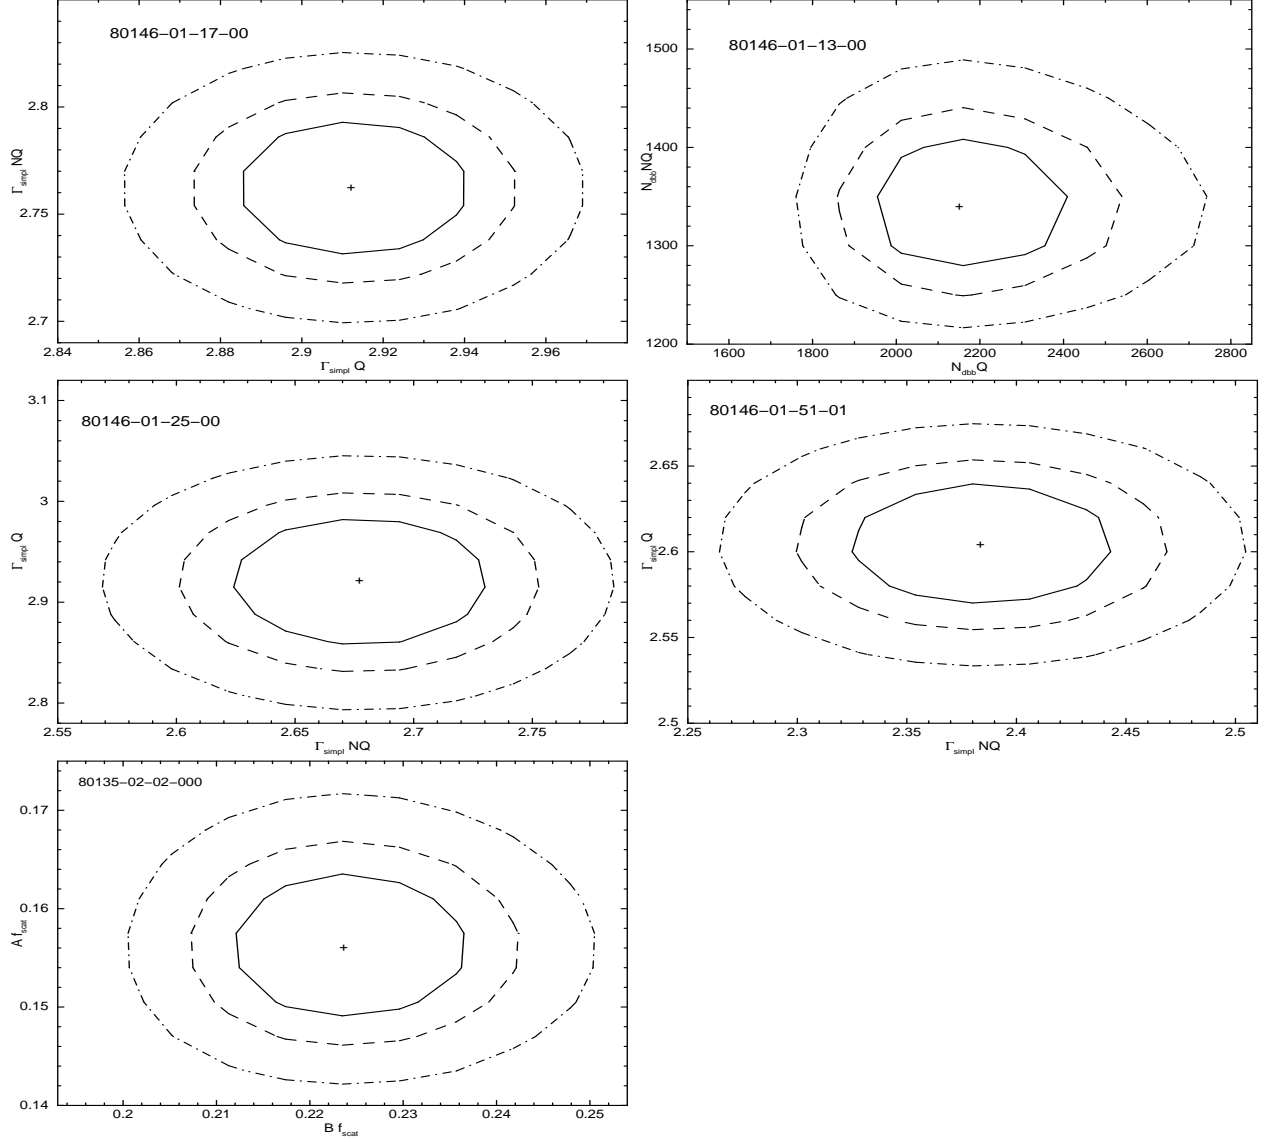 80146−01−17−00
2.8
2.75
2.7
Γsimpl NQ
2.84 2.86 2.88 2.9 2.92 2.94 2.96
Γsimpl Q
80146−01−13−00
1500
1400
1300
1200
Ndbb NQ
1600 1800 2000 2200 2400 2600 2800
Ndbb Q
80146−01−25−00
3.1
3
2.9
2.8
Γsimpl Q
2.55 2.6 2.65 2.7 2.75
Γsimpl NQ
80146−01−51−01
2.65
2.6
2.55
2.5
Γsimpl Q
2.25 2.3 2.35 2.4 2.45 2.5
Γsimpl NQ
80135−02−02−000
0.17
0.16
0.15
0.14
A fscat
0.2 0.21 0.22 0.23 0.24 0.25
B fscat